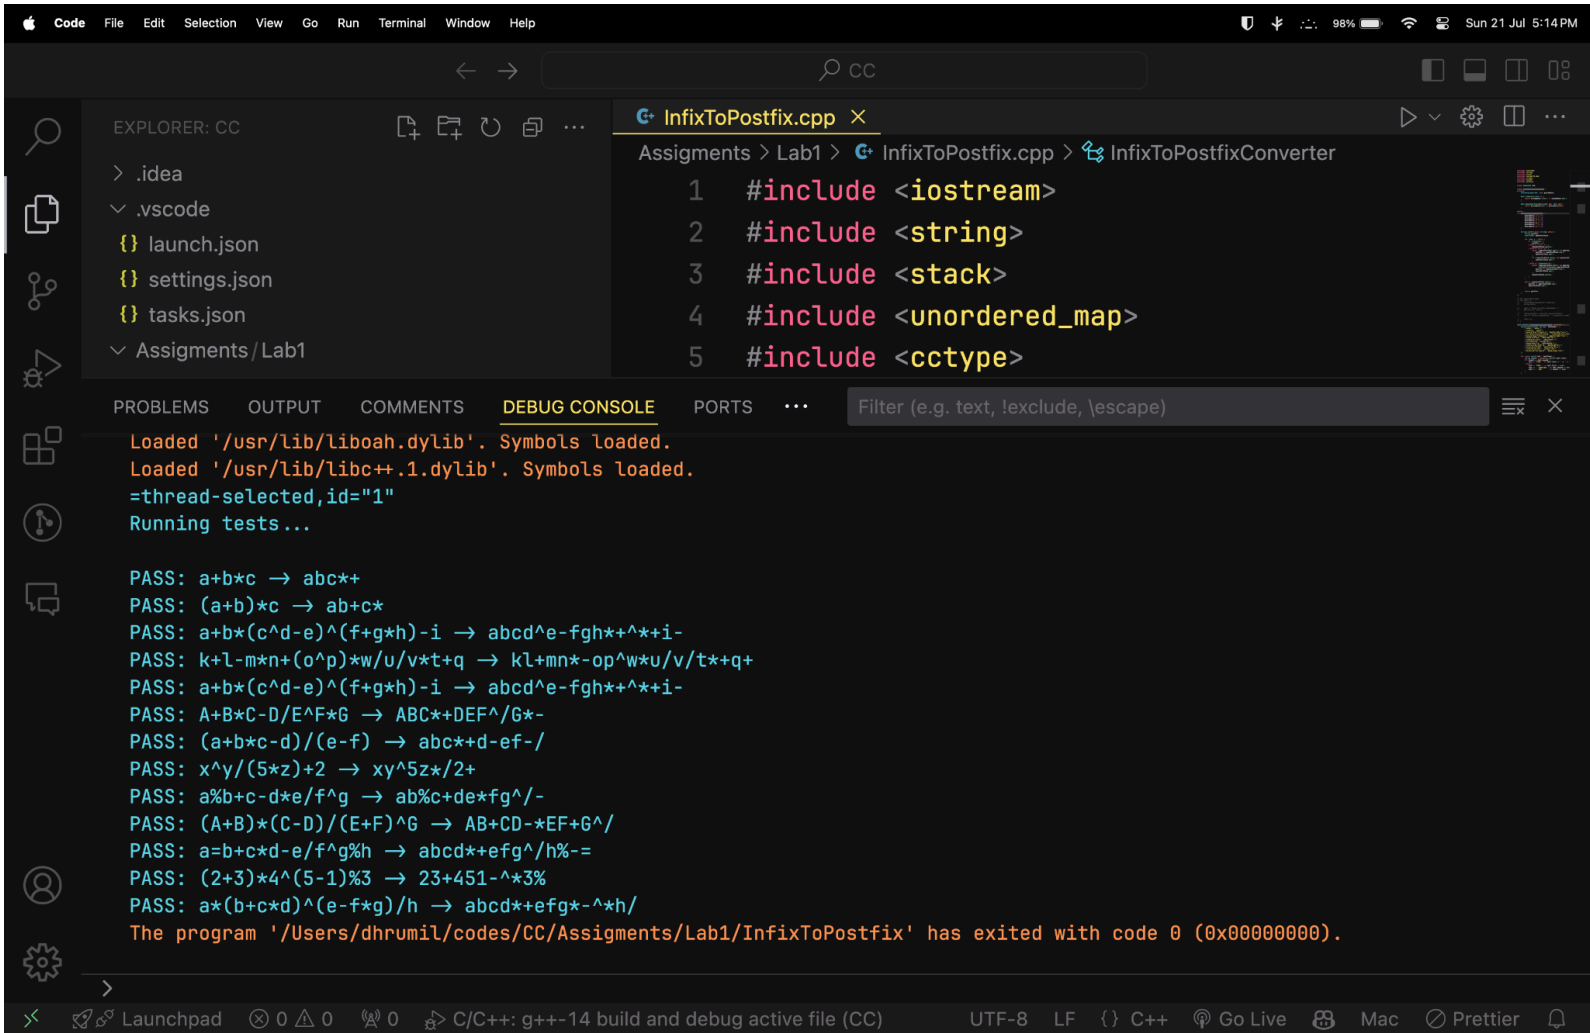 Code File Edit Selection View Go Run Terminal Window Help 98% Sun 21 Jul 5:14 PM
CC
EXPLORER: CC
.idea
.vscode
{} launch.json
{} settings.json
{} tasks.json
Assigments/Lab1
InfixToPostfix.cpp
Assigments > Lab1 > InfixToPostfix.cpp > InfixToPostfixConverter
1 #include <iostream>
2 #include <string>
3 #include <stack>
4 #include <unordered_map>
5 #include <cctype>
PROBLEMS OUTPUT COMMENTS DEBUG CONSOLE PORTS ... Filter (e.g. text, !exclude, \escape)
Loaded '/usr/lib/liboah.dylib'. Symbols loaded.
Loaded '/usr/lib/libc++.1.dylib'. Symbols loaded.
=thread-selected,id="1"
Running tests...
PASS: a+b*c -> abc*+
PASS: (a+b)*c -> ab+c*
PASS: a+b*(c^d-e)^(f+g*h)-i -> abcd^e-fgh*+^*+i-
PASS: k+l-m*n+(o^p)*w/u/v*t+q -> kl+mn*-op^w*u/v/t*+q+
PASS: a+b*(c^d-e)^(f+g*h)-i -> abcd^e-fgh*+^*+i-
PASS: A+B*C-D/E^F*G -> ABC*+DEF^/G*-
PASS: (a+b*c-d)/(e-f) -> abc*+d-ef-/
PASS: x^y/(5*z)+2 -> xy^5z*/2+
PASS: a%b+c-d*e/f^g -> ab%c+de*fg^/-
PASS: (A+B)*(C-D)/(E+F)^G -> AB+CD-*EF+G^/
PASS: a=b+c*d-e/f^g%h -> abcd*+efg^/h%-=
PASS: (2+3)*4^(5-1)%3 -> 23+451-^*3%
PASS: a*(b+c*d)^(e-f*g)/h -> abcd*+efg*-^*h/
The program '/Users/dhrumil/codes/CC/Assigments/Lab1/InfixToPostfix' has exited with code 0 (0x00000000).
>
Launchpad 0 0 0 C/C++: g++-14 build and debug active file (CC) UTF-8 LF {} C++ Go Live Mac Prettier